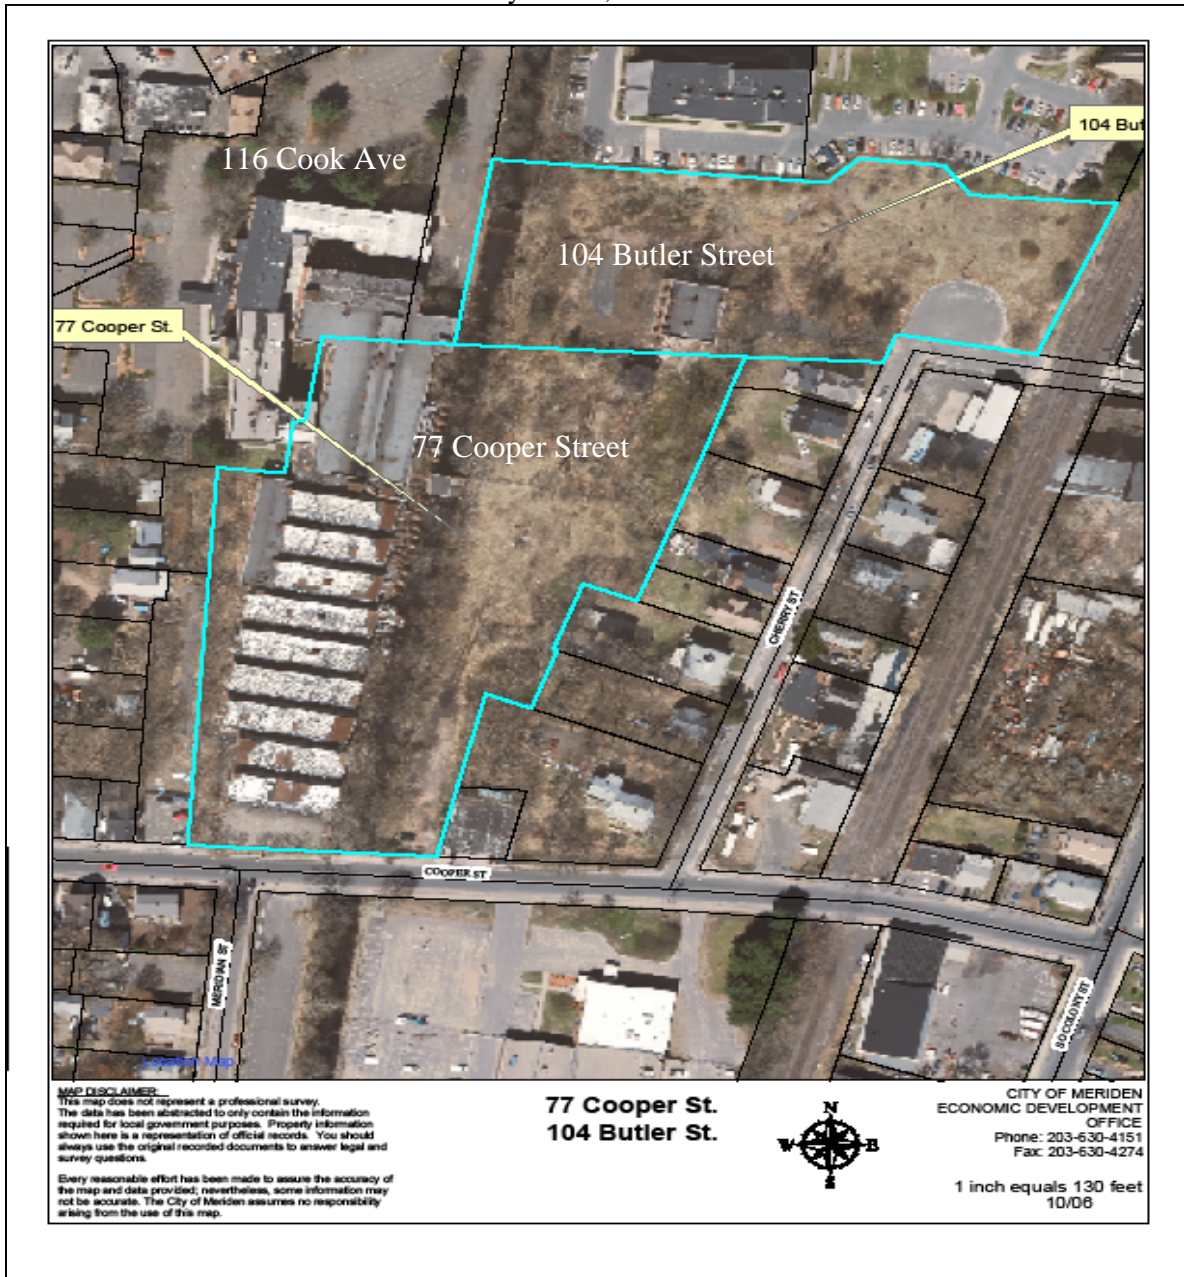 104 But
116 Cook Ave
104 Butler Street
77 Cooper St.
77 Cooper Street
CHERRY ST
COOPER ST
MERIDIAN ST
SO COLONY ST
Location Map
MAP DISCLAIMER:
This map does not represent a professional survey.
The data has been abstracted to only contain the information
required for local government purposes. Property information
shown here is a representation of official records. You should
always use the original recorded documents to answer legal and
survey questions.
Every reasonable effort has been made to assure the accuracy of
the map and data provided; nevertheless, some information may
not be accurate. The City of Meriden assumes no responsibility
arising from the use of this map.
77 Cooper St.
104 Butler St.
N
W E
S
CITY OF MERIDEN
ECONOMIC DEVELOPMENT
OFFICE
Phone: 203-630-4151
Fax: 203-630-4274
1 inch equals 130 feet
10/06